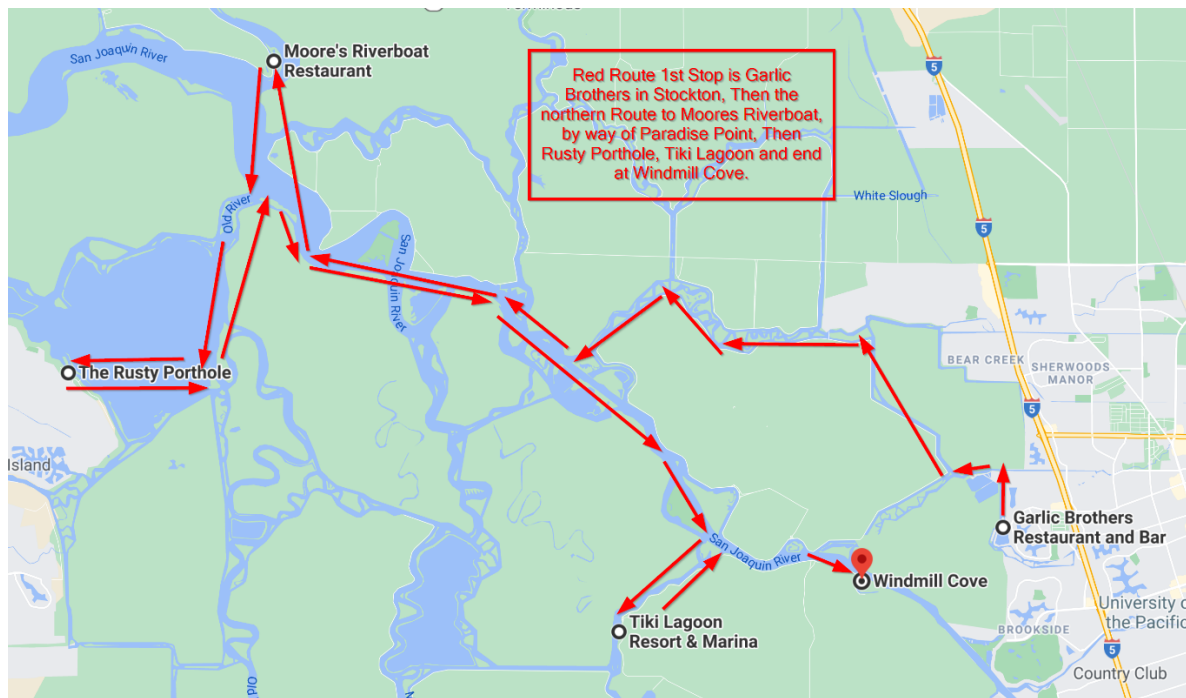 San Joaquin River
Moore's Riverboat
Restaurant
Red Route 1st Stop is Garlic
Brothers in Stockton, Then the
northern Route to Moores Riverboat,
by way of Paradise Point, Then
Rusty Porthole, Tiki Lagoon and end
at Windmill Cove.
5
White Slough
5
Old River
San Joaquin River
BEAR CREEK
SHERWOODS
MANOR
5
The Rusty Porthole
Island
Garlic Brothers
Restaurant and Bar
San Joaquin River
Windmill Cove
Tiki Lagoon
Resort & Marina
University o
the Pacific
BROOKSIDE
5
Country Club
Old